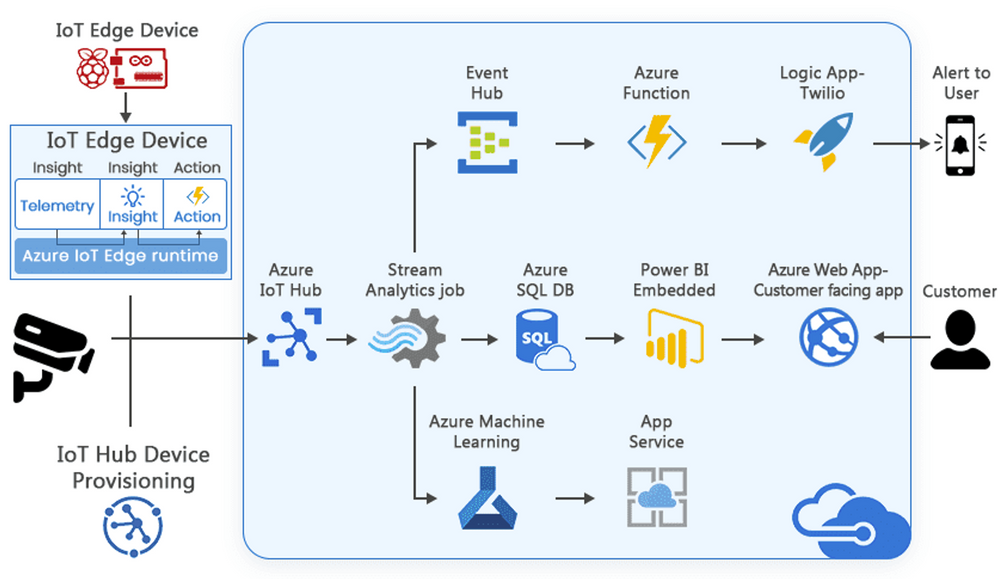 IoT Edge Device
IoT Edge Device
Insight Insight Action
Telemetry Insight Action
Azure IoT Edge runtime
IoT Hub Device
Provisioning
Event
Hub
Azure
Function
Logic App-
Twilio
Alert to
User
Azure
IoT Hub
Stream
Analytics job
Azure
SQL DB
SQL
Power BI
Embedded
Azure Web App-
Customer facing app
Customer
Azure Machine
Learning
App
Service